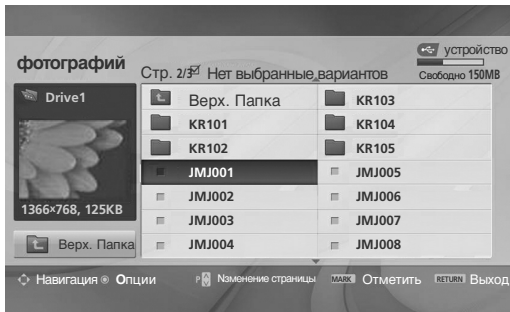 устройство
фотографий
Стр. 2/3 Нет выбранные вариантов
Свободно 150MB
Drive1
Верх. Папка
KR103
KR101
KR104
KR102
KR105
JMJ001
JMJ005
JMJ002
JMJ006
1366×768, 125KB
JMJ003
JMJ007
Верх. Папка
JMJ004
JMJ008
Навигация Опции P Nзменение страницы MARK Отметить RETURN Выход